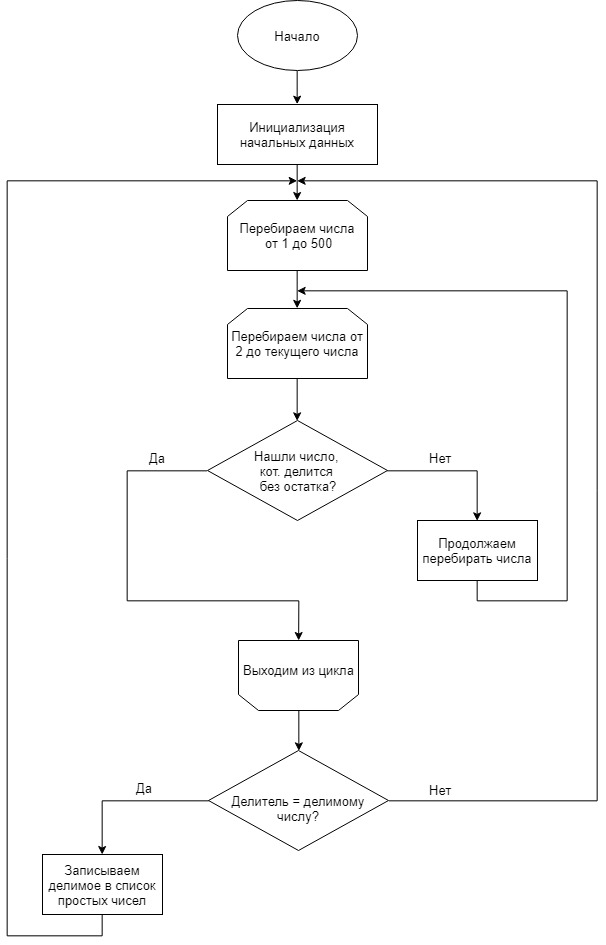 Начало
Инициализация
начальных данных
Перебираем числа
от 1 до 500
Перебираем числа от
2 до текущего числа
Нашли число,
кот. делится
без остатка?
Да
Нет
Продолжаем
перебирать числа
Выходим из цикла
Делитель = делимому
числу?
Да
Нет
Записываем
делимое в список
простых чисел